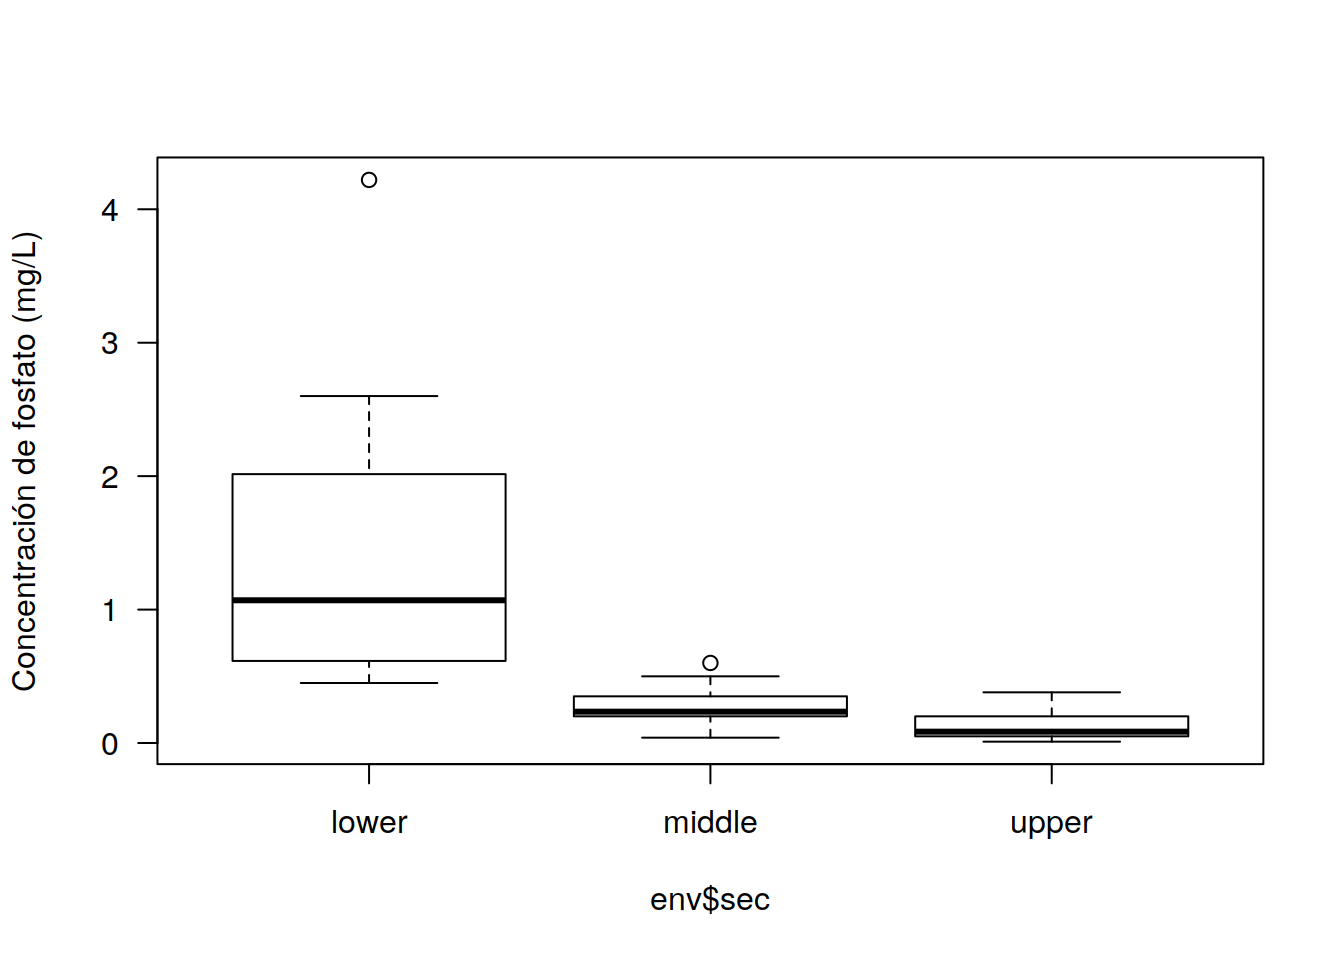 Concentración de fosfato (mg/L)
4
3
2
1
0
lower middle upper
env$sec